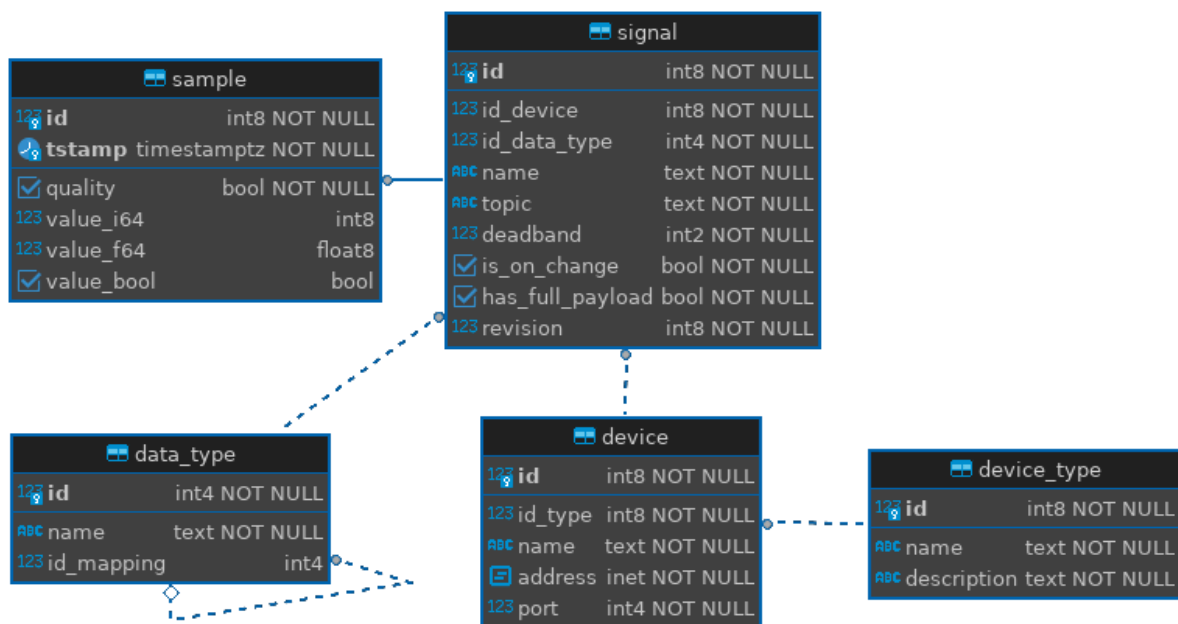 sample
id int8 NOT NULL
tstamp timestamptz NOT NULL
quality bool NOT NULL
value_i64 int8
value_f64 float8
value_bool bool
signal
id int8 NOT NULL
id_device int8 NOT NULL
id_data_type int4 NOT NULL
name text NOT NULL
topic text NOT NULL
deadband int2 NOT NULL
is_on_change bool NOT NULL
has_full_payload bool NOT NULL
revision int8 NOT NULL
data_type
id int4 NOT NULL
name text NOT NULL
id_mapping int4
device
id int8 NOT NULL
id_type int8 NOT NULL
name text NOT NULL
address inet NOT NULL
port int4 NOT NULL
device_type
id int8 NOT NULL
name text NOT NULL
description text NOT NULL